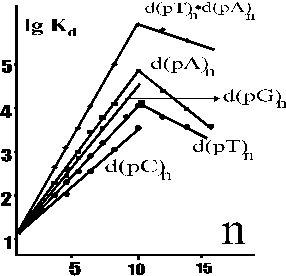 lg K_d
d(pT)_n•d(pA)_n
5
d(pA)_n
d(pG)_n
4
3
d(pT)_n
d(pC)_n
2
n
1
5 10 15